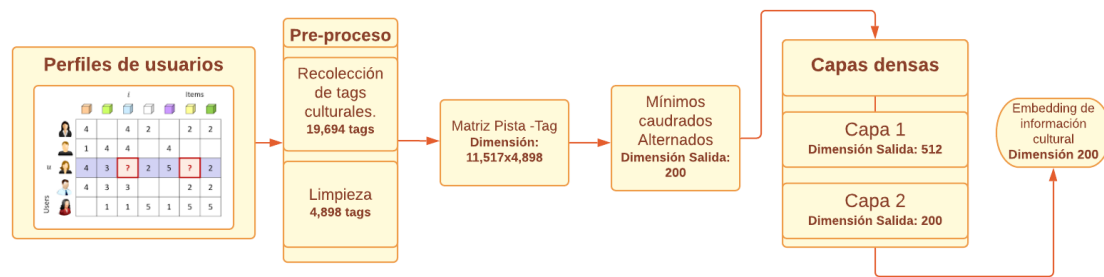 Perfiles de usuarios
i Items
4 4 2 2 2
1 4 4 4
u 4 3 ? 2 5 ? 2
4 3 3 2 2
1 1 5 1 5 5
Users
Pre-proceso
Recolección
de tags
culturales.
19,694 tags
Limpieza
4,898 tags
Matriz Pista -Tag
Dimensión:
11,517x4,898
Mínimos
caudrados
Alternados
Dimensión Salida:
200
Capas densas
Capa 1
Dimensión Salida: 512
Capa 2
Dimensión Salida: 200
Embedding de
información
cultural
Dimensión 200